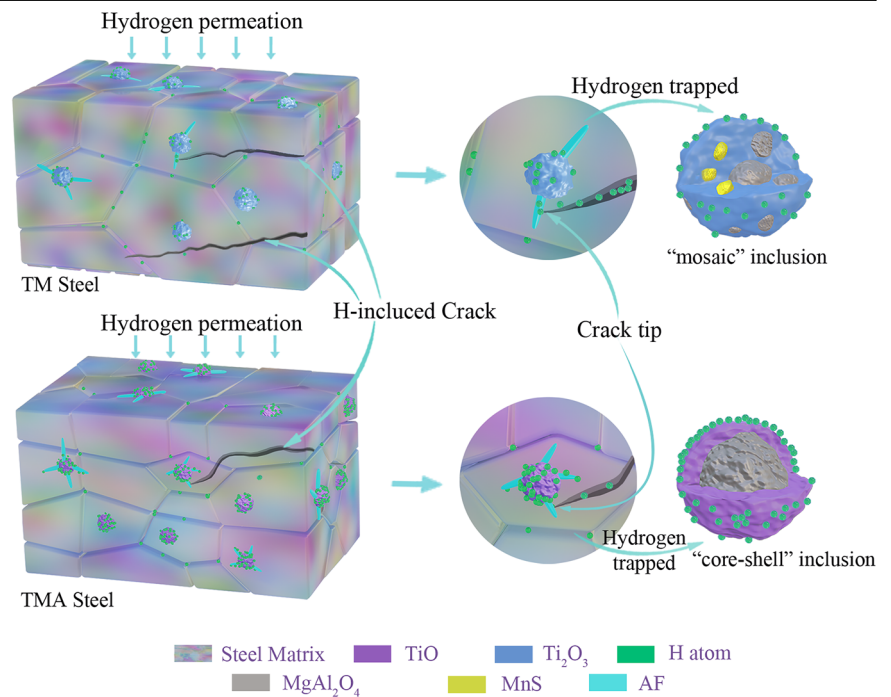 Hydrogen permeation
Hydrogen trapped
“mosaic” inclusion
TM Steel
H-incluced Crack
Hydrogen permeation
Crack tip
Hydrogen
trapped
“core-shell” inclusion
TMA Steel
Steel Matrix
TiO
Ti₂O₃
H atom
MgAl₂O₄
MnS
AF